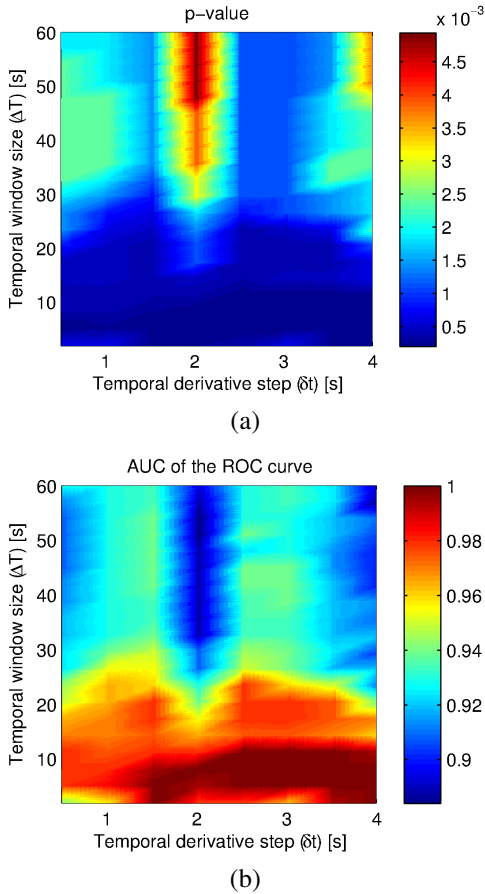 p−value
x 10⁻³
Temporal window size (ΔT) [s]
60
50
40
30
20
10
4.5
4
3.5
3
2.5
2
1.5
1
0.5
1 2 3 4
Temporal derivative step (δt) [s]
(a)
AUC of the ROC curve
Temporal window size (ΔT) [s]
60
50
40
30
20
10
1
0.98
0.96
0.94
0.92
0.9
1 2 3 4
Temporal derivative step (δt) [s]
(b)